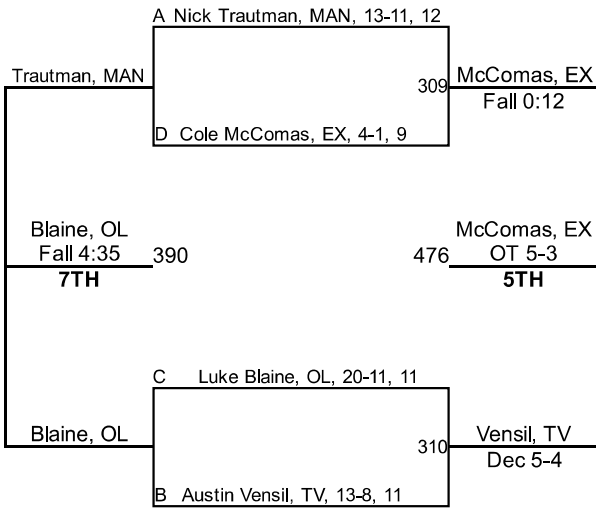 A Nick Trautman, MAN, 13-11, 12
Trautman, MAN
309
McComas, EX
Fall 0:12
D Cole McComas, EX, 4-1, 9
Blaine, OL
Fall 4:35
7TH
390
476
McComas, EX
OT 5-3
5TH
C Luke Blaine, OL, 20-11, 11
Blaine, OL
310
Vensil, TV
Dec 5-4
B Austin Vensil, TV, 13-8, 11